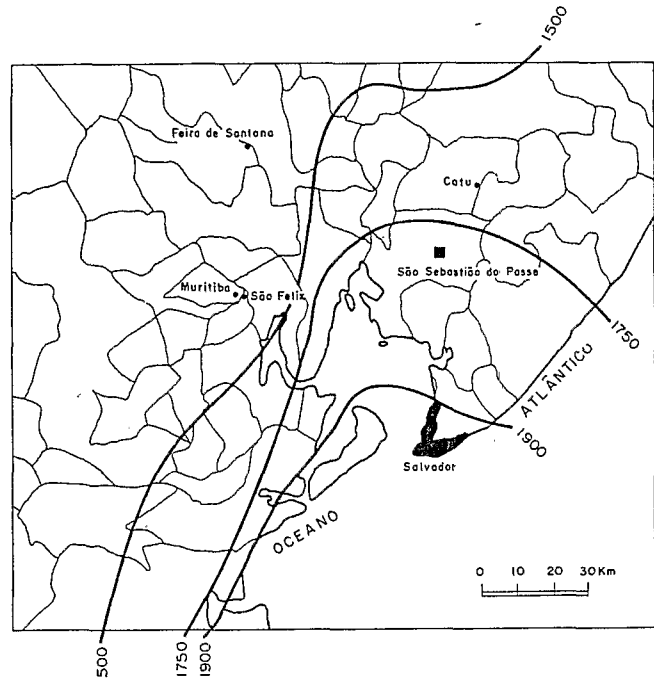 1500
Feira de Santana
Catu
São Sebastião do Passe
Muritiba
São Felix
1750
ATLÂNTICO
1900
Salvador
OCEANO
0 10 20 30 Km
500
1750
1900